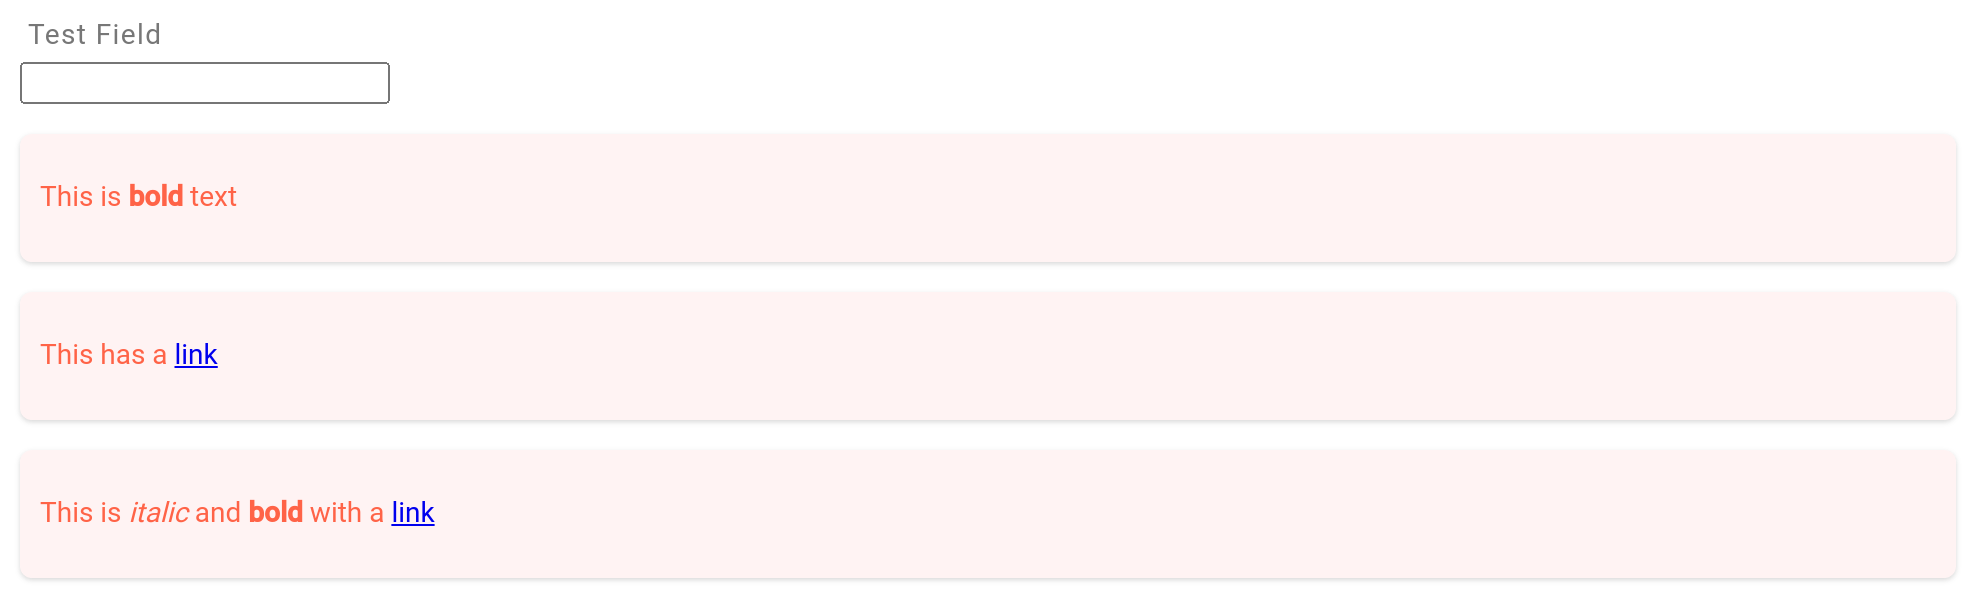 Test Field
This is bold text
This has a link
This is italic and bold with a link